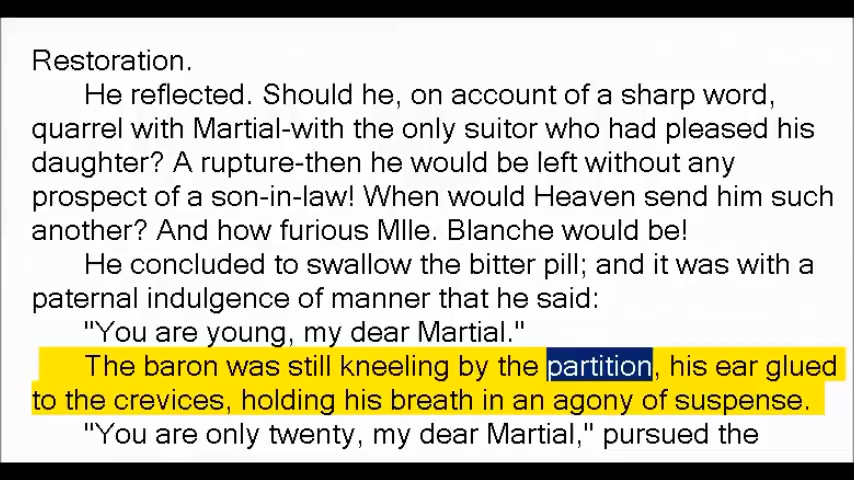 Restoration.
He reflected. Should he, on account of a sharp word,
quarrel with Martial-with the only suitor who had pleased his
daughter? A rupture-then he would be left without any
prospect of a son-in-law! When would Heaven send him such
another? And how furious Mlle. Blanche would be!
He concluded to swallow the bitter pill; and it was with a
paternal indulgence of manner that he said:
"You are young, my dear Martial."
The baron was still kneeling by the partition, his ear glued
to the crevices, holding his breath in an agony of suspense.
"You are only twenty, my dear Martial," pursued the